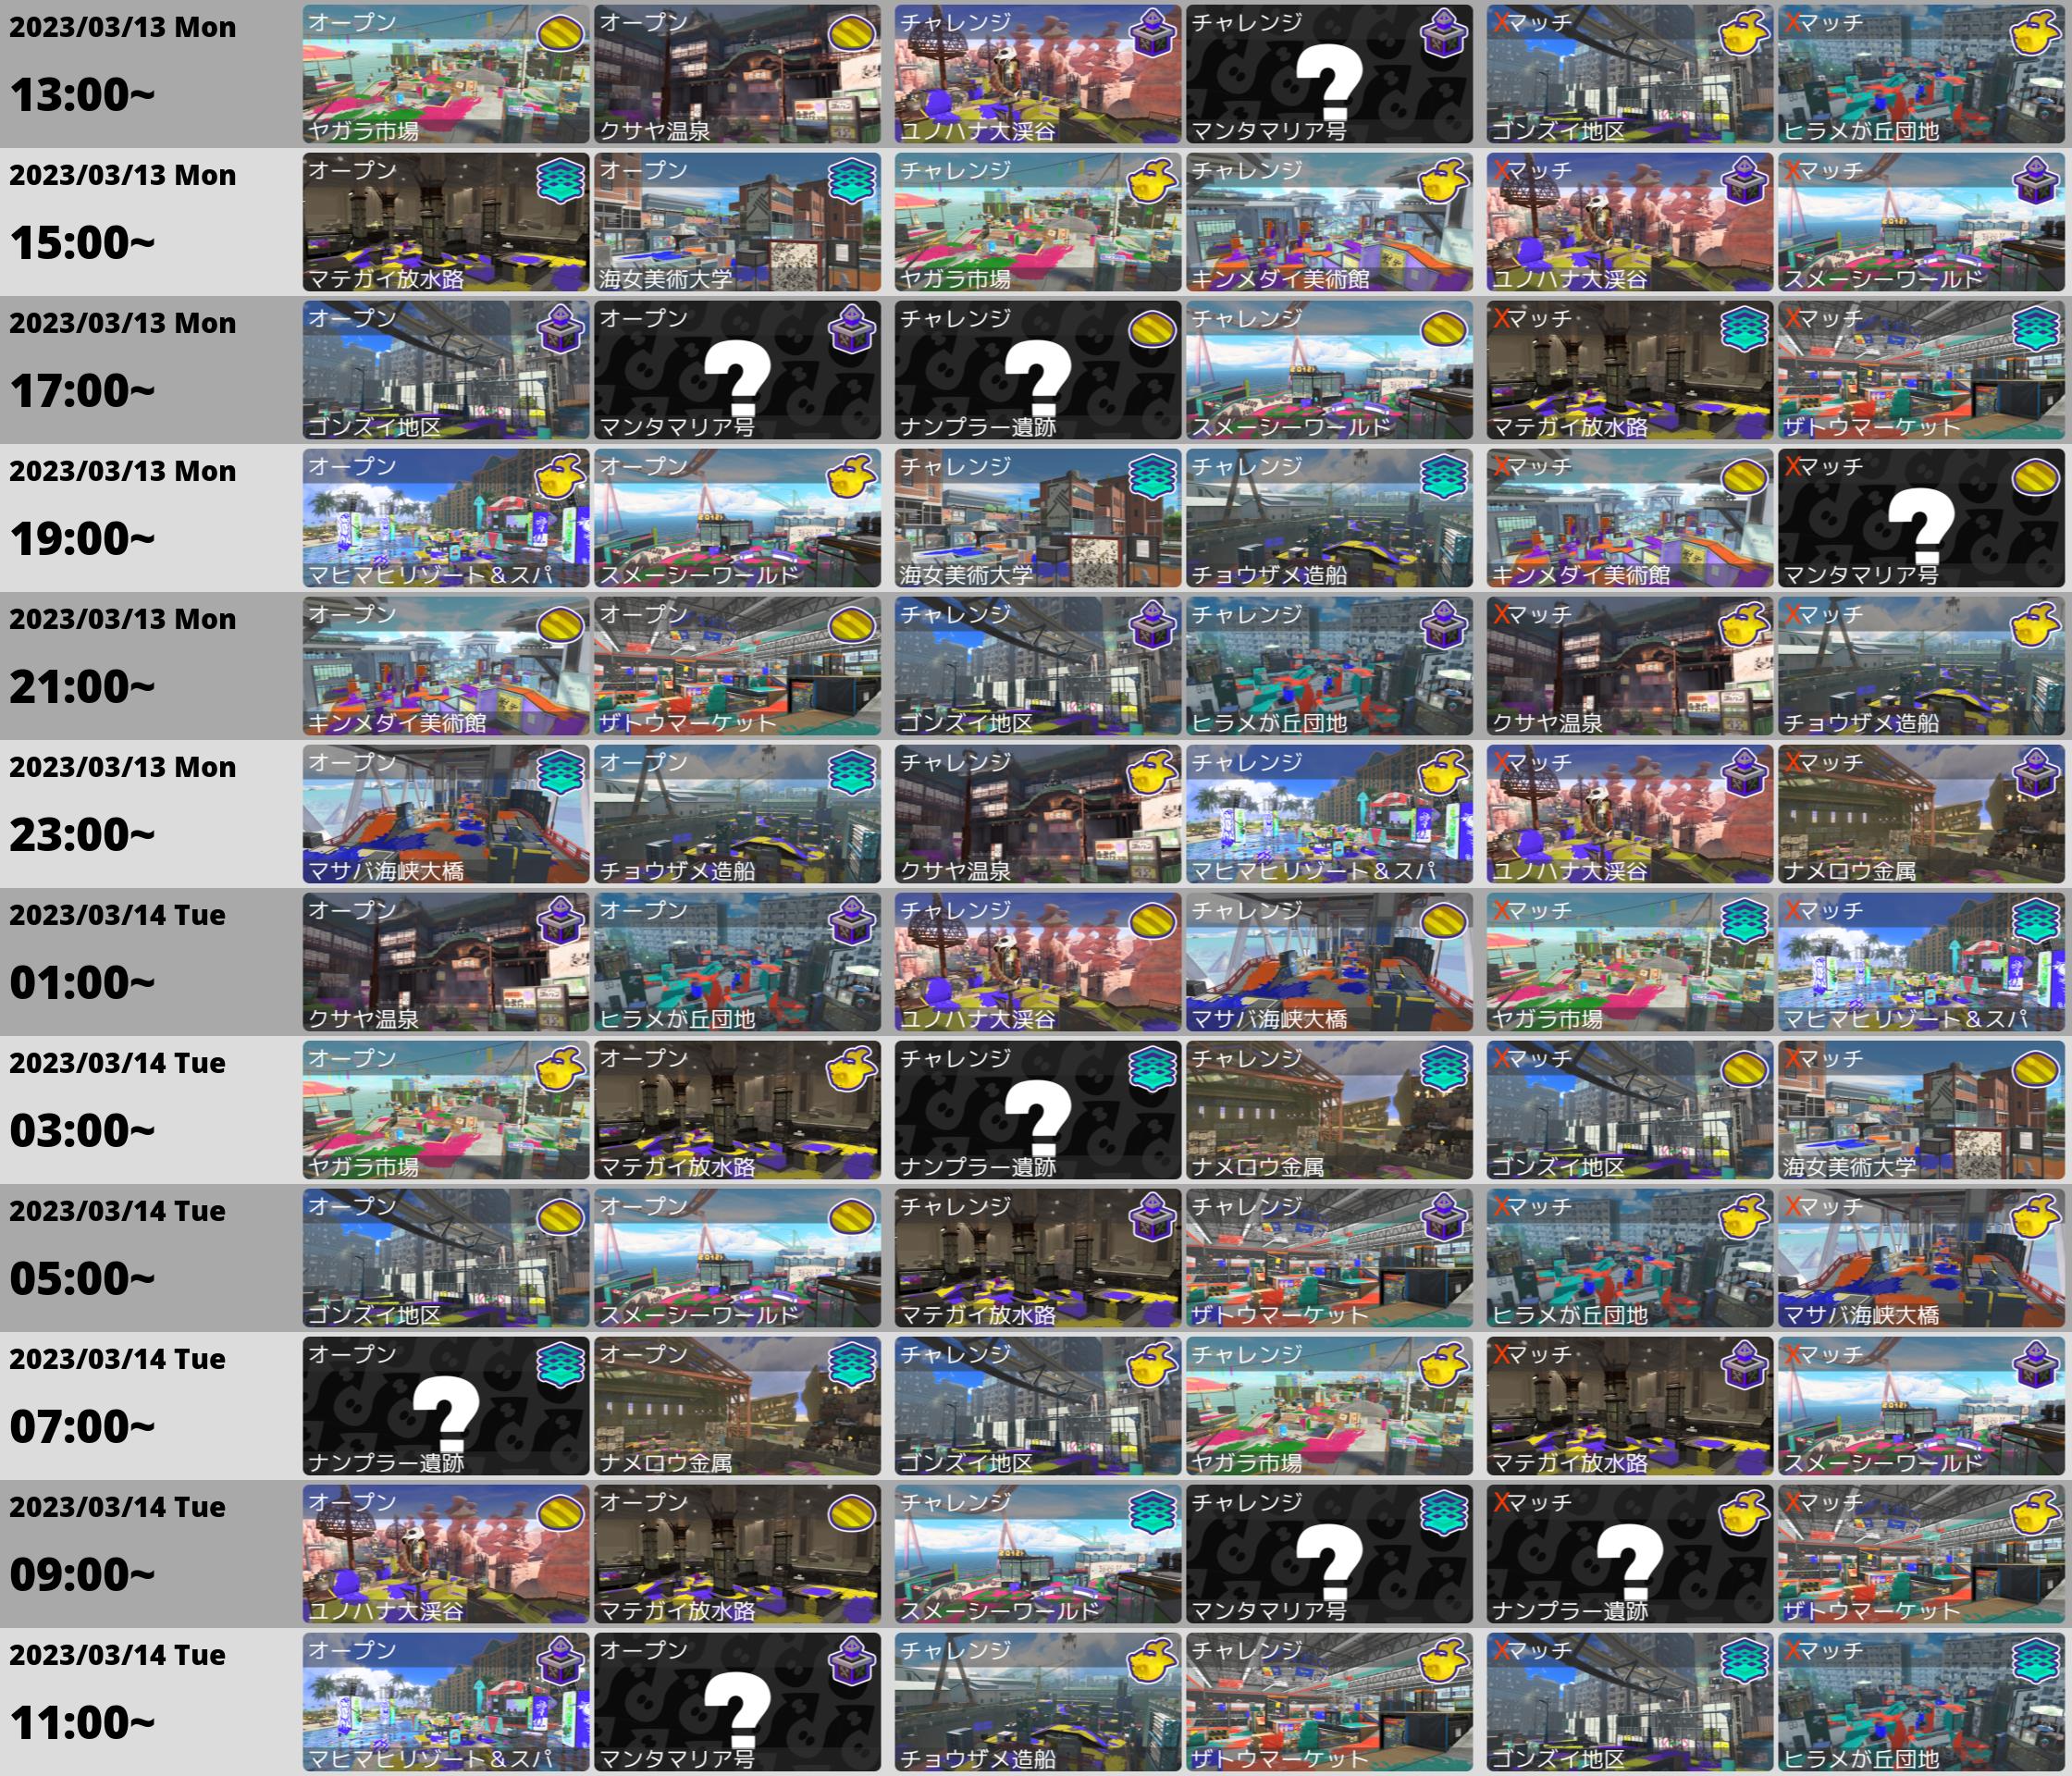 2023/03/13 Mon
13:00~
オープン
ヤガラ市場
オープン
クサヤ温泉
チャレンジ
ユノハナ大渓谷
チャレンジ
マンタマリア号
Xマッチ
ゴンズイ地区
Xマッチ
ヒラメが丘団地
2023/03/13 Mon
15:00~
オープン
マテガイ放水路
オープン
海女美術大学
チャレンジ
ヤガラ市場
チャレンジ
キンメダイ美術館
Xマッチ
ユノハナ大渓谷
Xマッチ
スメーシーワールド
2023/03/13 Mon
17:00~
オープン
ゴンズイ地区
オープン
マンタマリア号
チャレンジ
ナンプラー遺跡
チャレンジ
スメーシーワールド
Xマッチ
マテガイ放水路
Xマッチ
ザトウマーケット
2023/03/13 Mon
19:00~
オープン
マヒマヒリゾート＆スパ
オープン
スメーシーワールド
チャレンジ
海女美術大学
チャレンジ
チョウザメ造船
Xマッチ
キンメダイ美術館
Xマッチ
マンタマリア号
2023/03/13 Mon
21:00~
オープン
キンメダイ美術館
オープン
ザトウマーケット
チャレンジ
ゴンズイ地区
チャレンジ
ヒラメが丘団地
Xマッチ
クサヤ温泉
Xマッチ
チョウザメ造船
2023/03/13 Mon
23:00~
オープン
マサバ海峡大橋
オープン
チョウザメ造船
チャレンジ
クサヤ温泉
チャレンジ
マヒマヒリゾート＆スパ
Xマッチ
ユノハナ大渓谷
Xマッチ
ナメロウ金属
2023/03/14 Tue
01:00~
オープン
クサヤ温泉
オープン
ヒラメが丘団地
チャレンジ
ユノハナ大渓谷
チャレンジ
マサバ海峡大橋
Xマッチ
ヤガラ市場
Xマッチ
マヒマヒリゾート＆スパ
2023/03/14 Tue
03:00~
オープン
ヤガラ市場
オープン
マテガイ放水路
チャレンジ
ナンプラー遺跡
チャレンジ
ナメロウ金属
Xマッチ
ゴンズイ地区
Xマッチ
海女美術大学
2023/03/14 Tue
05:00~
オープン
ゴンズイ地区
オープン
スメーシーワールド
チャレンジ
マテガイ放水路
チャレンジ
ザトウマーケット
Xマッチ
ヒラメが丘団地
Xマッチ
マサバ海峡大橋
2023/03/14 Tue
07:00~
オープン
ナンプラー遺跡
オープン
ナメロウ金属
チャレンジ
ゴンズイ地区
チャレンジ
ヤガラ市場
Xマッチ
マテガイ放水路
Xマッチ
スメーシーワールド
2023/03/14 Tue
09:00~
オープン
ユノハナ大渓谷
オープン
マテガイ放水路
チャレンジ
スメーシーワールド
チャレンジ
マンタマリア号
Xマッチ
ナンプラー遺跡
Xマッチ
ザトウマーケット
2023/03/14 Tue
11:00~
オープン
マヒマヒリゾート＆スパ
オープン
マンタマリア号
チャレンジ
チョウザメ造船
チャレンジ
ザトウマーケット
Xマッチ
ゴンズイ地区
Xマッチ
ヒラメが丘団地